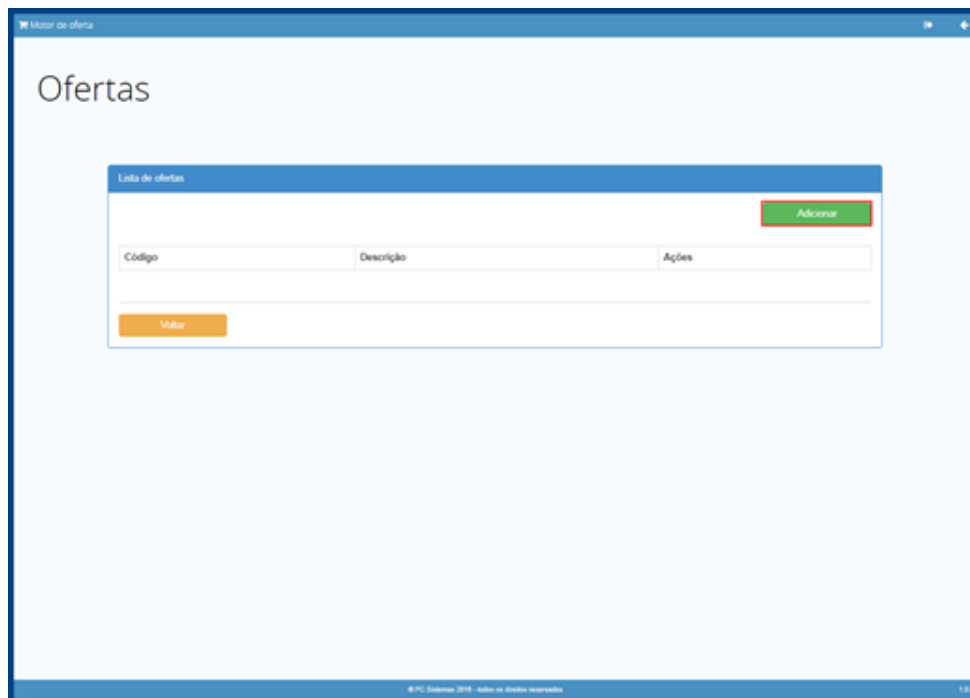 Motor de oferta
Ofertas
Lista de ofertas
Adicionar
Código Descrição Ações
Voltar
© PC Sistemas 2016 - todos os direitos reservados